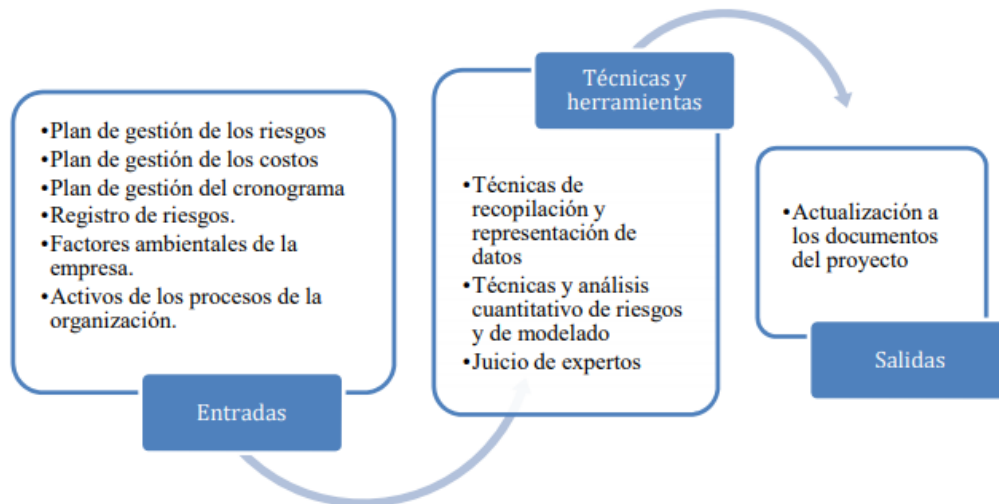 •Plan de gestión de los riesgos
•Plan de gestión de los costos
•Plan de gestión del cronograma
•Registro de riesgos.
•Factores ambientales de la
empresa.
•Activos de los procesos de la
organización.
Entradas
Técnicas y
herramientas
•Técnicas de
recopilación y
representación de
datos
•Técnicas y análisis
cuantitativo de riesgos
y de modelado
•Juicio de expertos
•Actualización a
los documentos
del proyecto
Salidas